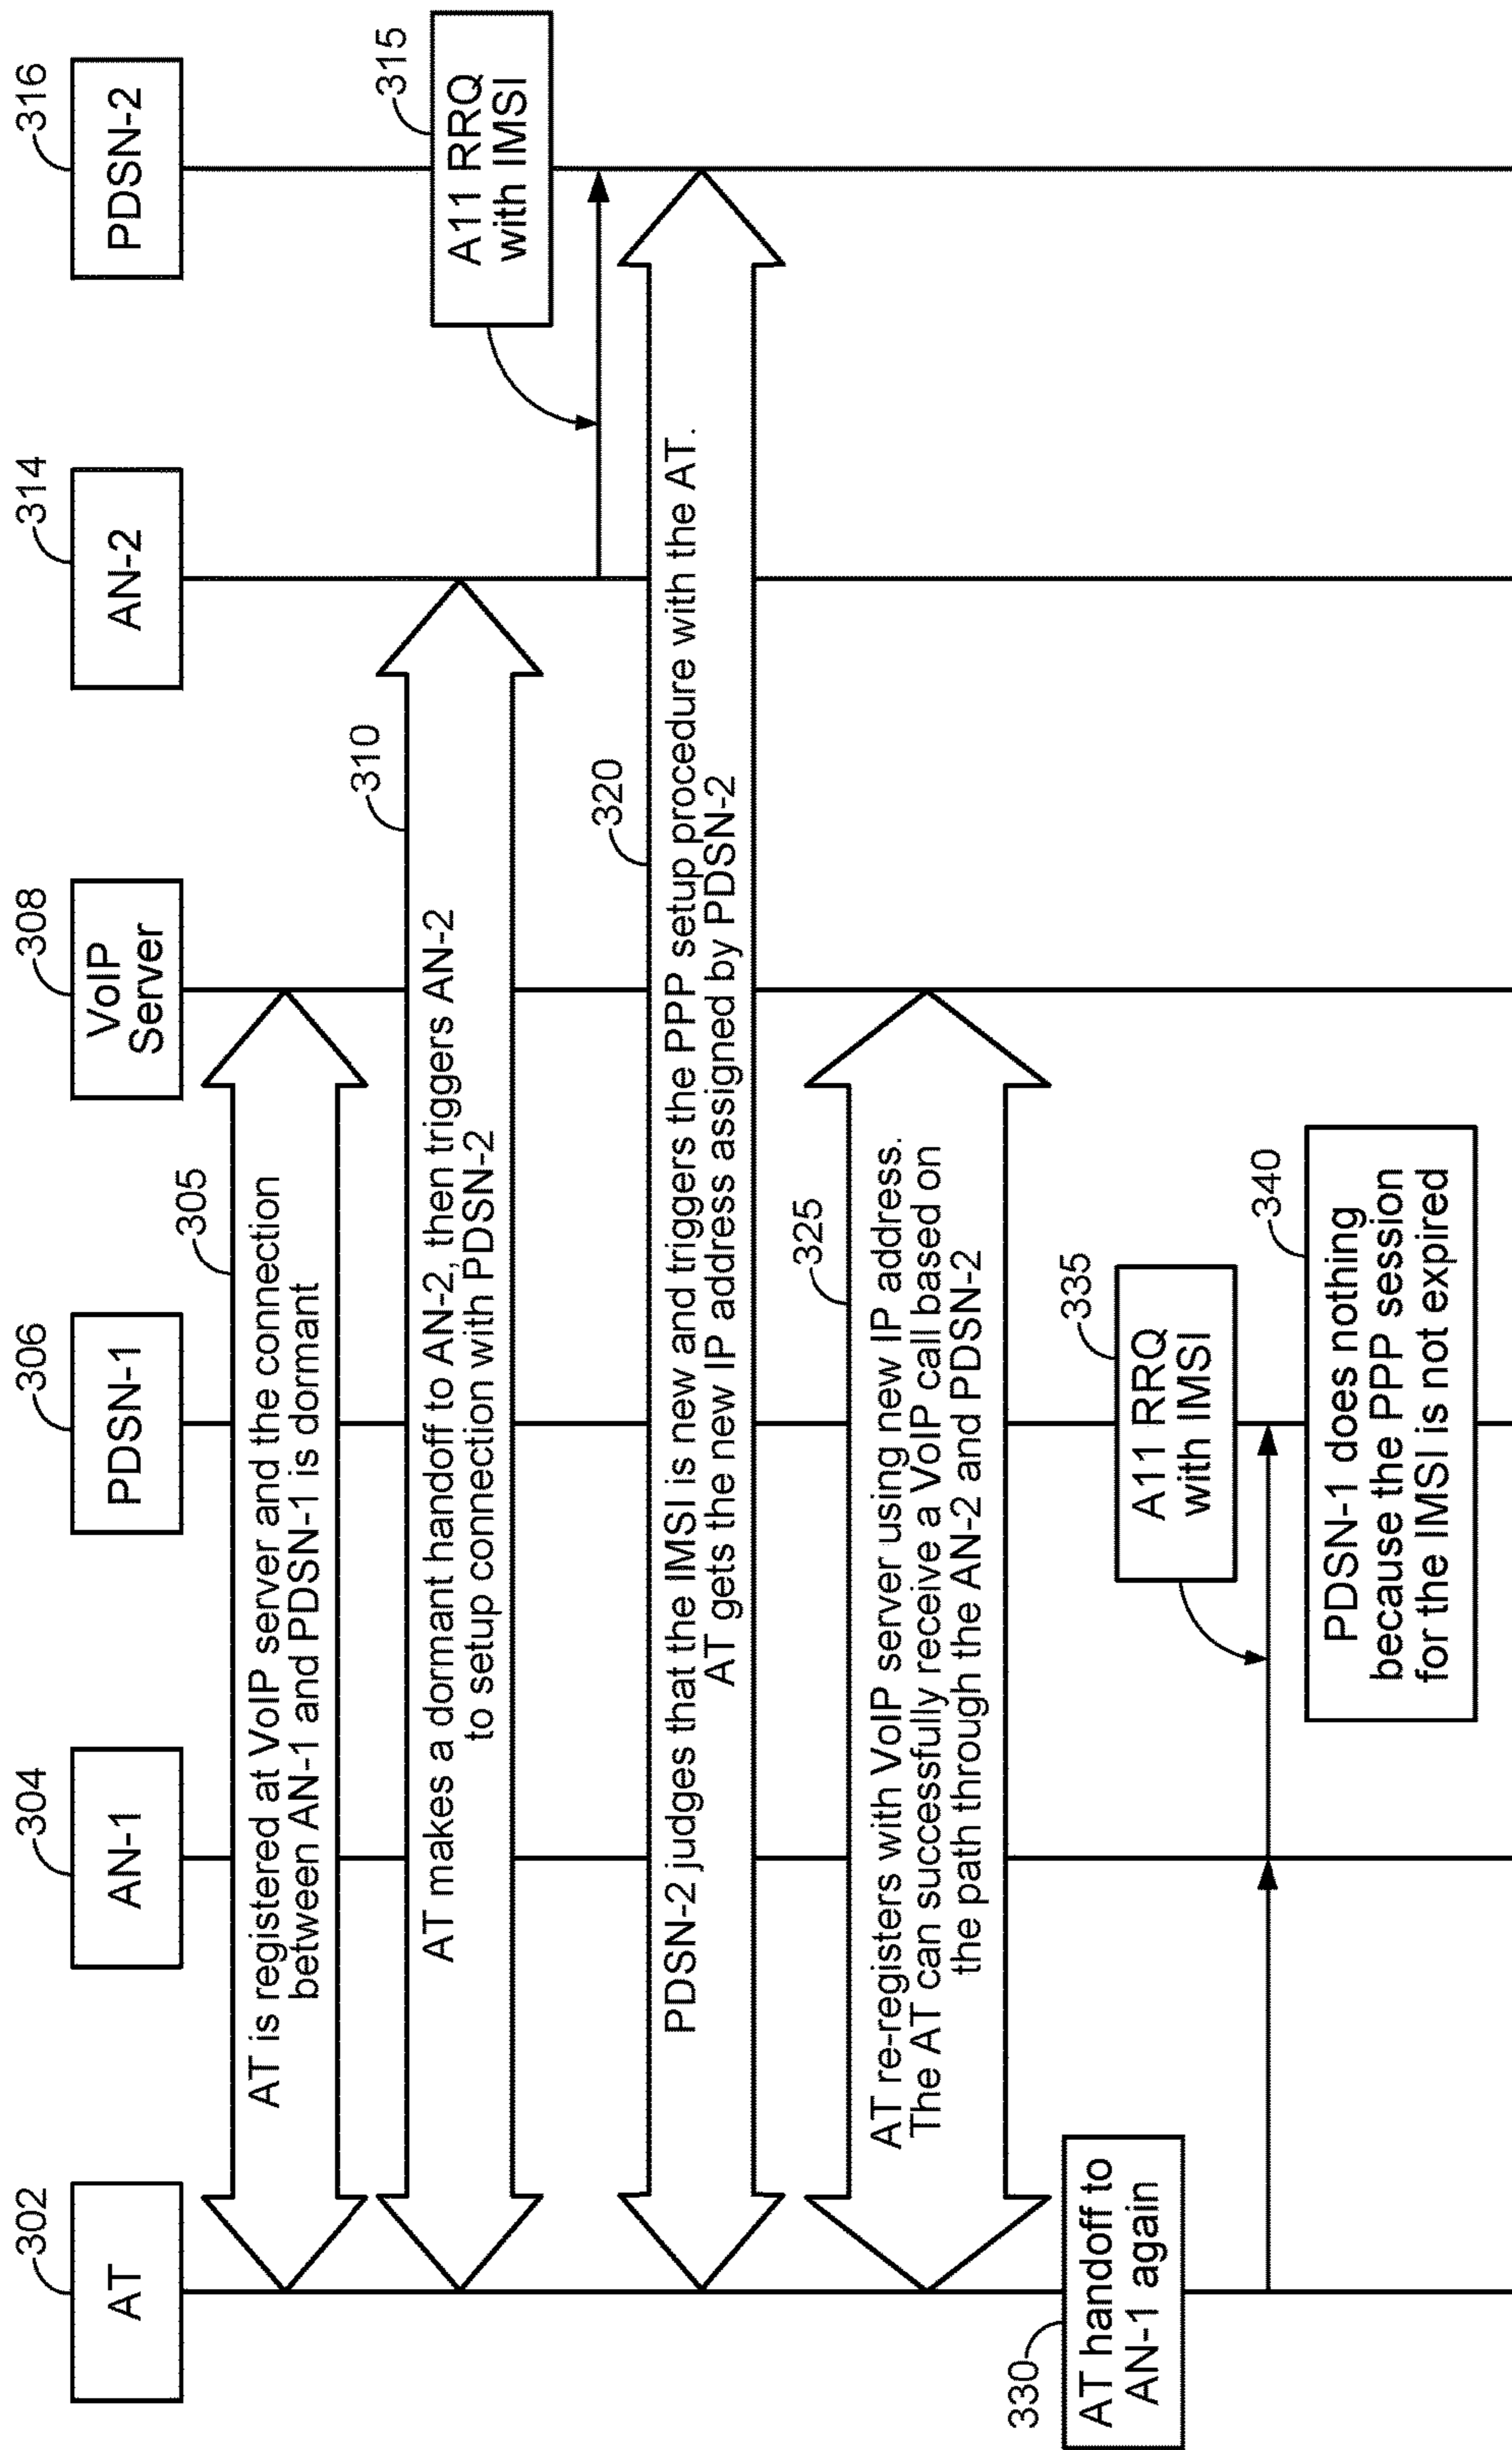 302
304
306
308
314
316
AT
AN-1
PDSN-1
VoIP
Server
AN-2
PDSN-2
305
AT is registered at VoIP server and the connection
between AN-1 and PDSN-1 is dormant
310
AT makes a dormant handoff to AN-2, then triggers AN-2
to setup connection with PDSN-2
315
A11 RRQ
with IMSI
320
PDSN-2 judges that the IMSI is new and triggers the PPP setup procedure with the AT.
AT gets the new IP address assigned by PDSN-2
325
AT re-registers with VoIP server using new IP address.
The AT can successfully receive a VoIP call based on
the path through the AN-2 and PDSN-2
330
AT handoff to
AN-1 again
335
A11 RRQ
with IMSI
340
PDSN-1 does nothing
because the PPP session
for the IMSI is not expired